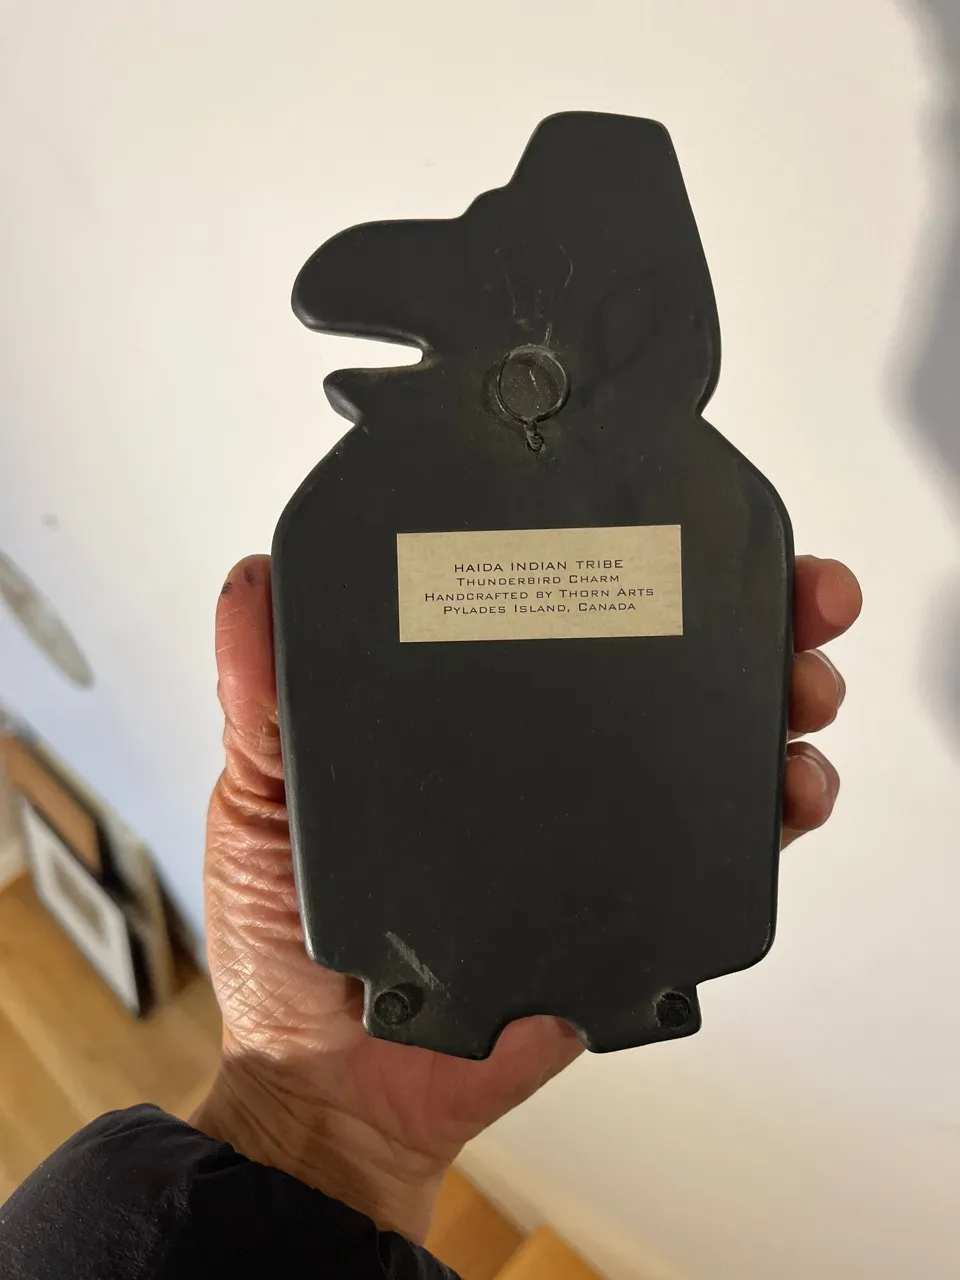 HAIDA INDIAN TRIBE
THUNDERBIRD CHARM
HANDCRAFTED BY THORN ARTS
PYLADES ISLAND, CANADA